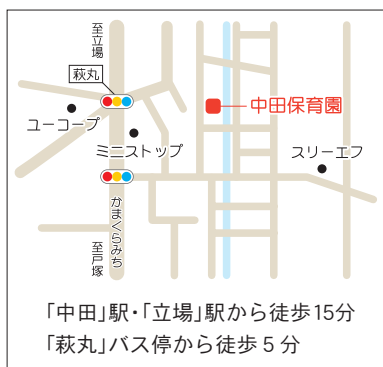 至立場
萩丸
中田保育園
ユーコープ
ミニストップ
スリーエフ
かまくらみち
至戸塚
「中田」駅・「立場」駅から徒歩15分
「萩丸」バス停から徒歩5分